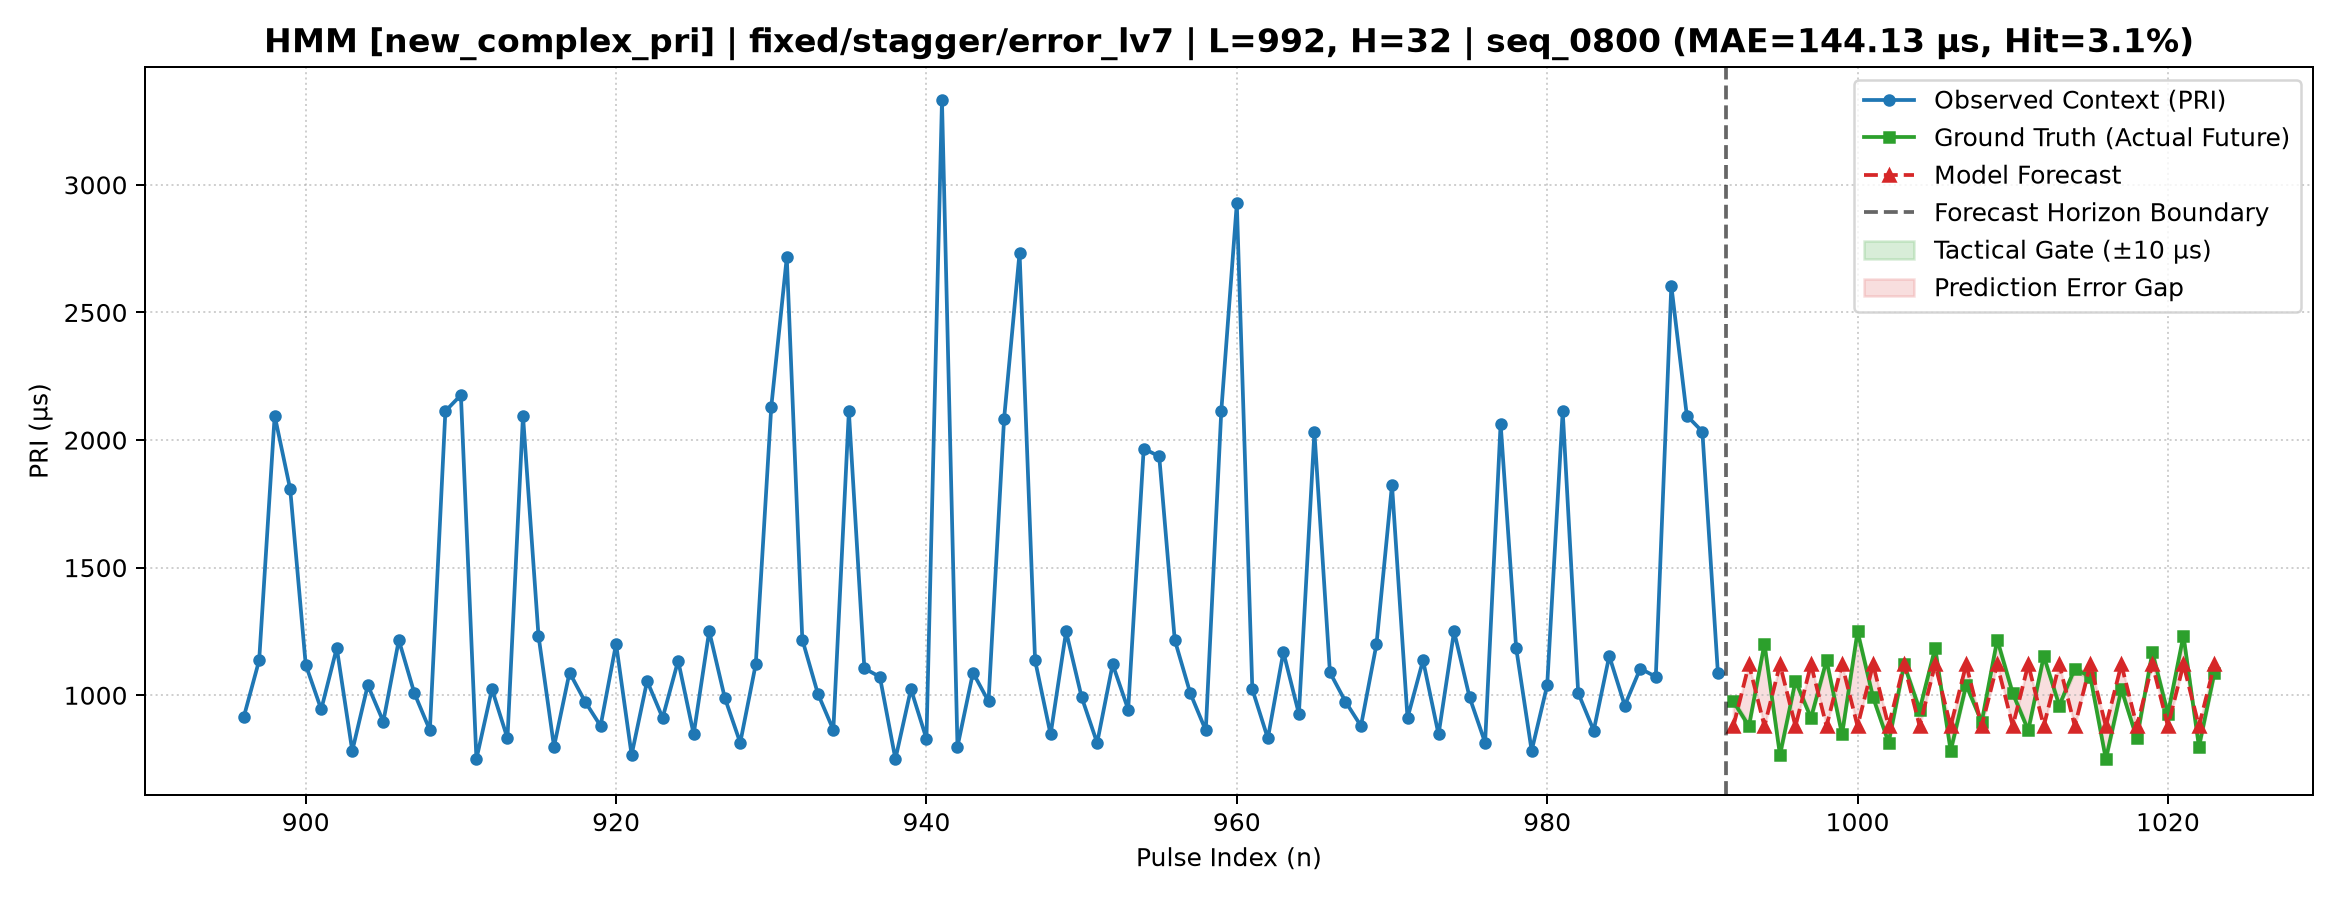 HMM [new_complex_pri] | fixed/stagger/error_lv7 | L=992, H=32 | seq_0800 (MAE=144.13 µs, Hit=3.1%)
Observed Context (PRI)
Ground Truth (Actual Future)
Model Forecast
Forecast Horizon Boundary
Tactical Gate (±10 µs)
Prediction Error Gap
PRI (µs)
3000
2500
2000
1500
1000
900
920
940
960
980
1000
1020
Pulse Index (n)